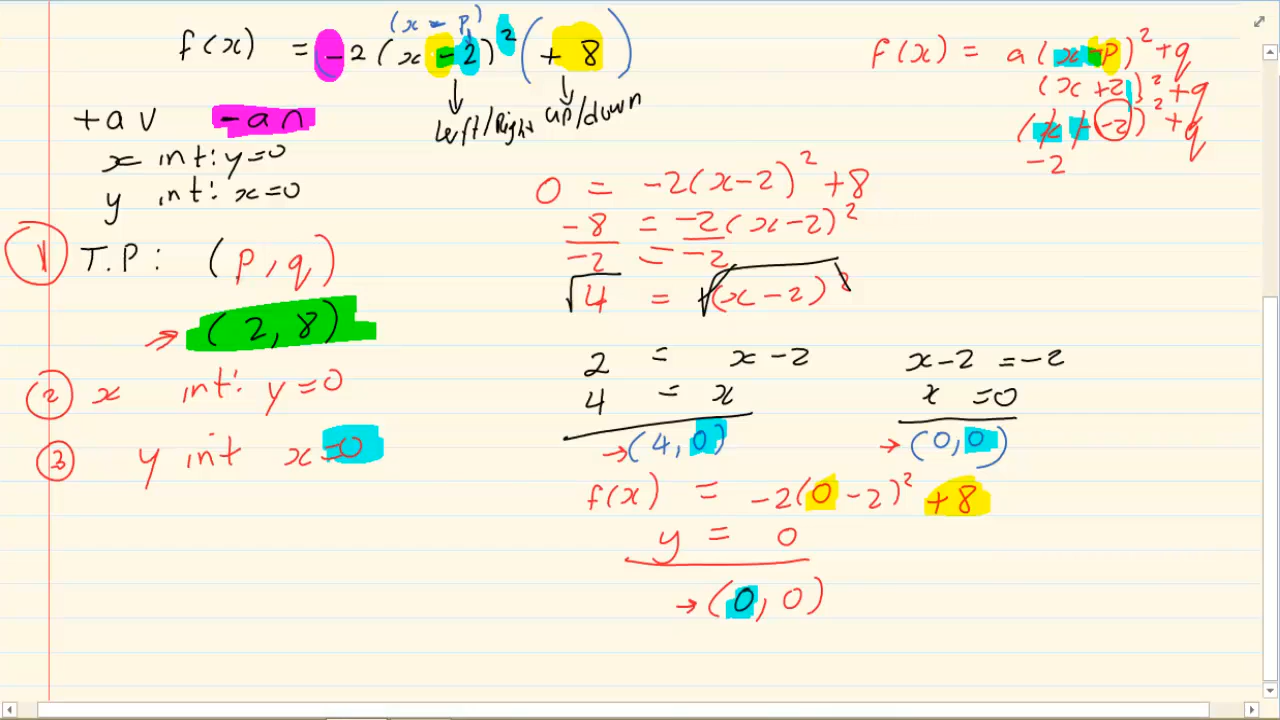 (x - p)
f(x) = -2(x - 2)² (+ 8)
Left/Right up/down
+a ∪ -a ∩
x int: y=0
y int: x=0
① T.P: (p, q)
→ (2, 8)
② x int: y=0
③ y int x=0
f(x) = a(x-p)² +q
(x +2)² +q
(x - -2)² +q
-2
0 = -2(x-2)² +8
-8 = -2(x-2)²
-2 = -2
√4 = √(x-2)²
2 = x-2 x-2 =-2
4 = x x =0
→(4,0) →(0,0)
f(x) = -2(0-2)² +8
y = 0
→(0, 0)